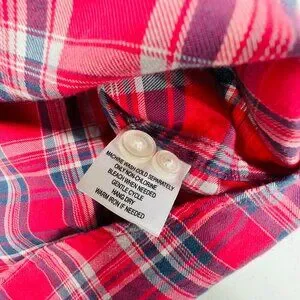 MACHINE WASH COLD SEPARATELY
ONLY NON-CHLORINE
BLEACH WHEN NEEDED
GENTLE CYCLE
HANG DRY
WARM IRON IF NEEDED